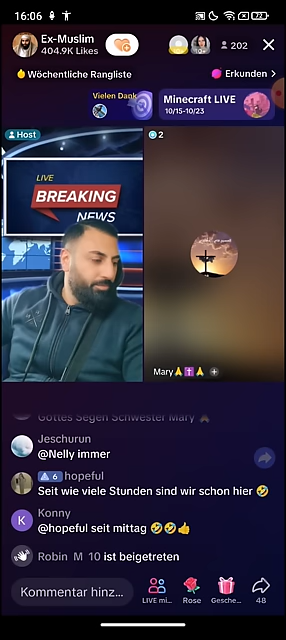 16:06
72
Ex-Muslim
404.9K Likes
202
Wöchentliche Rangliste
Erkunden >
Vielen Dank
Minecraft LIVE
10/15-10/23
Host
2
LIVE
BREAKING
NEWS
Mary🙏✝️🙏
Gottes Segen Schwester Mary 🙏
Jeschurun
@Nelly immer
6 hopeful
Seit wie viele Stunden sind wir schon hier 🤣
K
Konny
@hopeful seit mittag 🤣🤣👍
Robin M 10 ist beigetreten
Kommentar hinz...
LIVE mi...
Rose
Gesche...
48